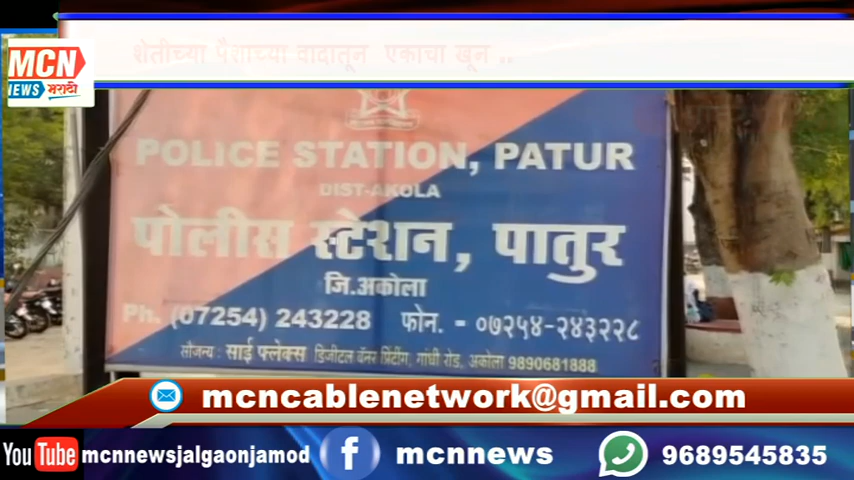 शेतीच्या पैशाच्या वादातून एकाचा खून ..
MCN
NEWS मराठी
POLICE STATION, PATUR
DIST-AKOLA
पोलीस स्टेशन, पातुर
जि.अकोला
Ph. (07254) 243228 फोन. - ०७२५४-२४३२२८
सौजन्य : साई फ्लेक्स डिजीटल बॅनर प्रिंटींग, गांधी रोड, अकोला 9890681888
mcncablenetwork@gmail.com
YouTube mcnnewsjalgaonjamod f mcnnews 9689545835